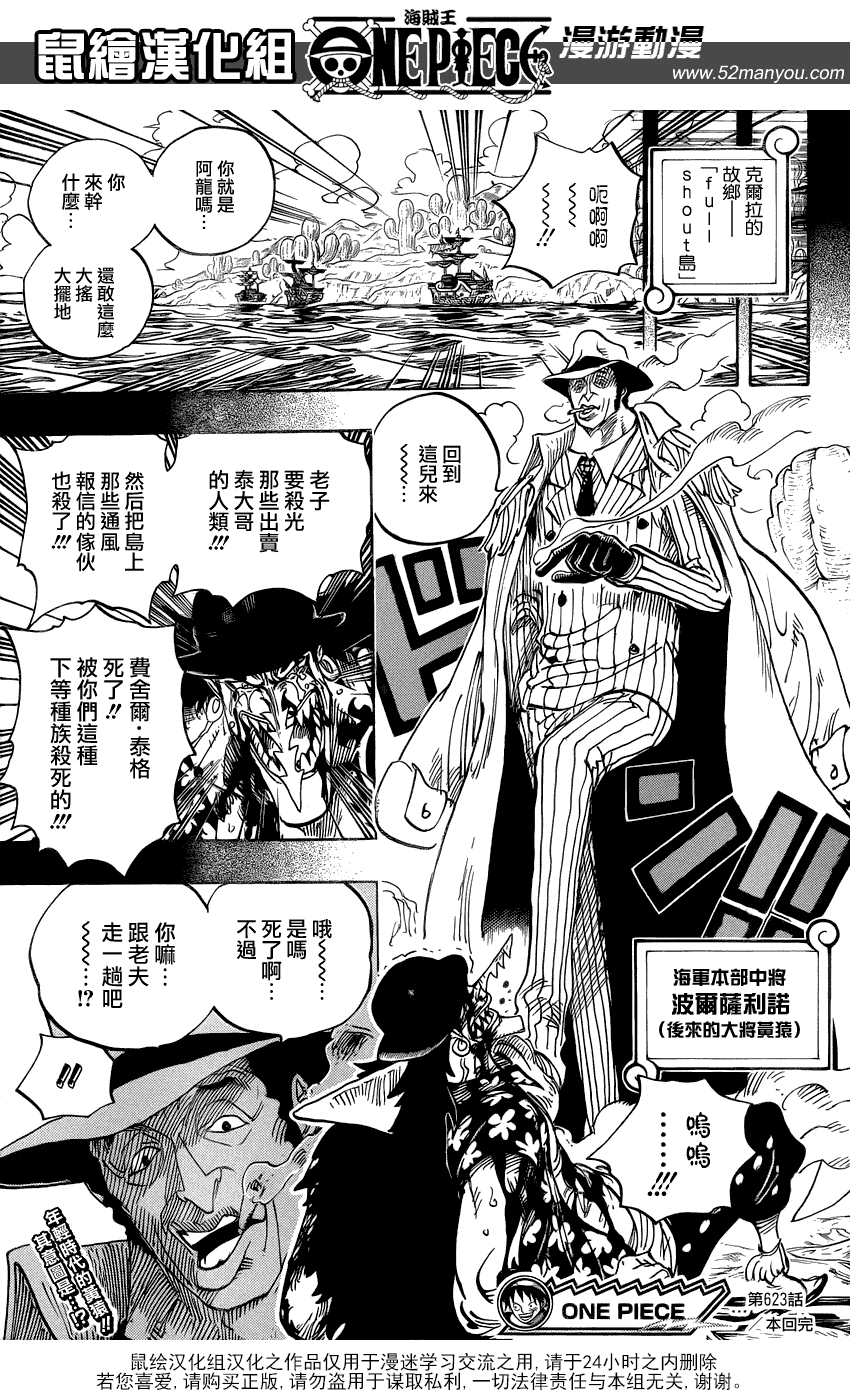 鼠繪漢化組
海賊王
ONE PIECE
漫游動漫
www.52manyou.com
克爾拉的
故鄉——
「full
shout島」
呃啊啊
~~~…!!
你就是
阿龍嗎…
你
來幹
什麼…
還敢這麼
大搖
大擺地
回到
這兒來
~~~…
老子
要殺光
那些出賣
泰大哥
的人類!!!
然后把島上
那些通風
報信的傢伙
也殺了!!!
費舍爾·泰格
死了!!
被你們這種
下等種族殺死的!!!
哦~~~…
是嗎
死了啊…
不過
你嘛…
跟老夫
走一趟吧
~~~…!?
!!
海軍本部中將
波爾薩利諾
(後來的大將黃猿)
嗚
嗚
……!!!
年輕時代的黃猿!!
其意圖是…!?
ONE PIECE
第623話
本回完
鼠绘汉化组汉化之作品仅用于漫迷学习交流之用, 请于24小时之内删除
若您喜爱, 请购买正版, 请勿盗用于谋取私利, 一切法律责任与本组无关, 谢谢。